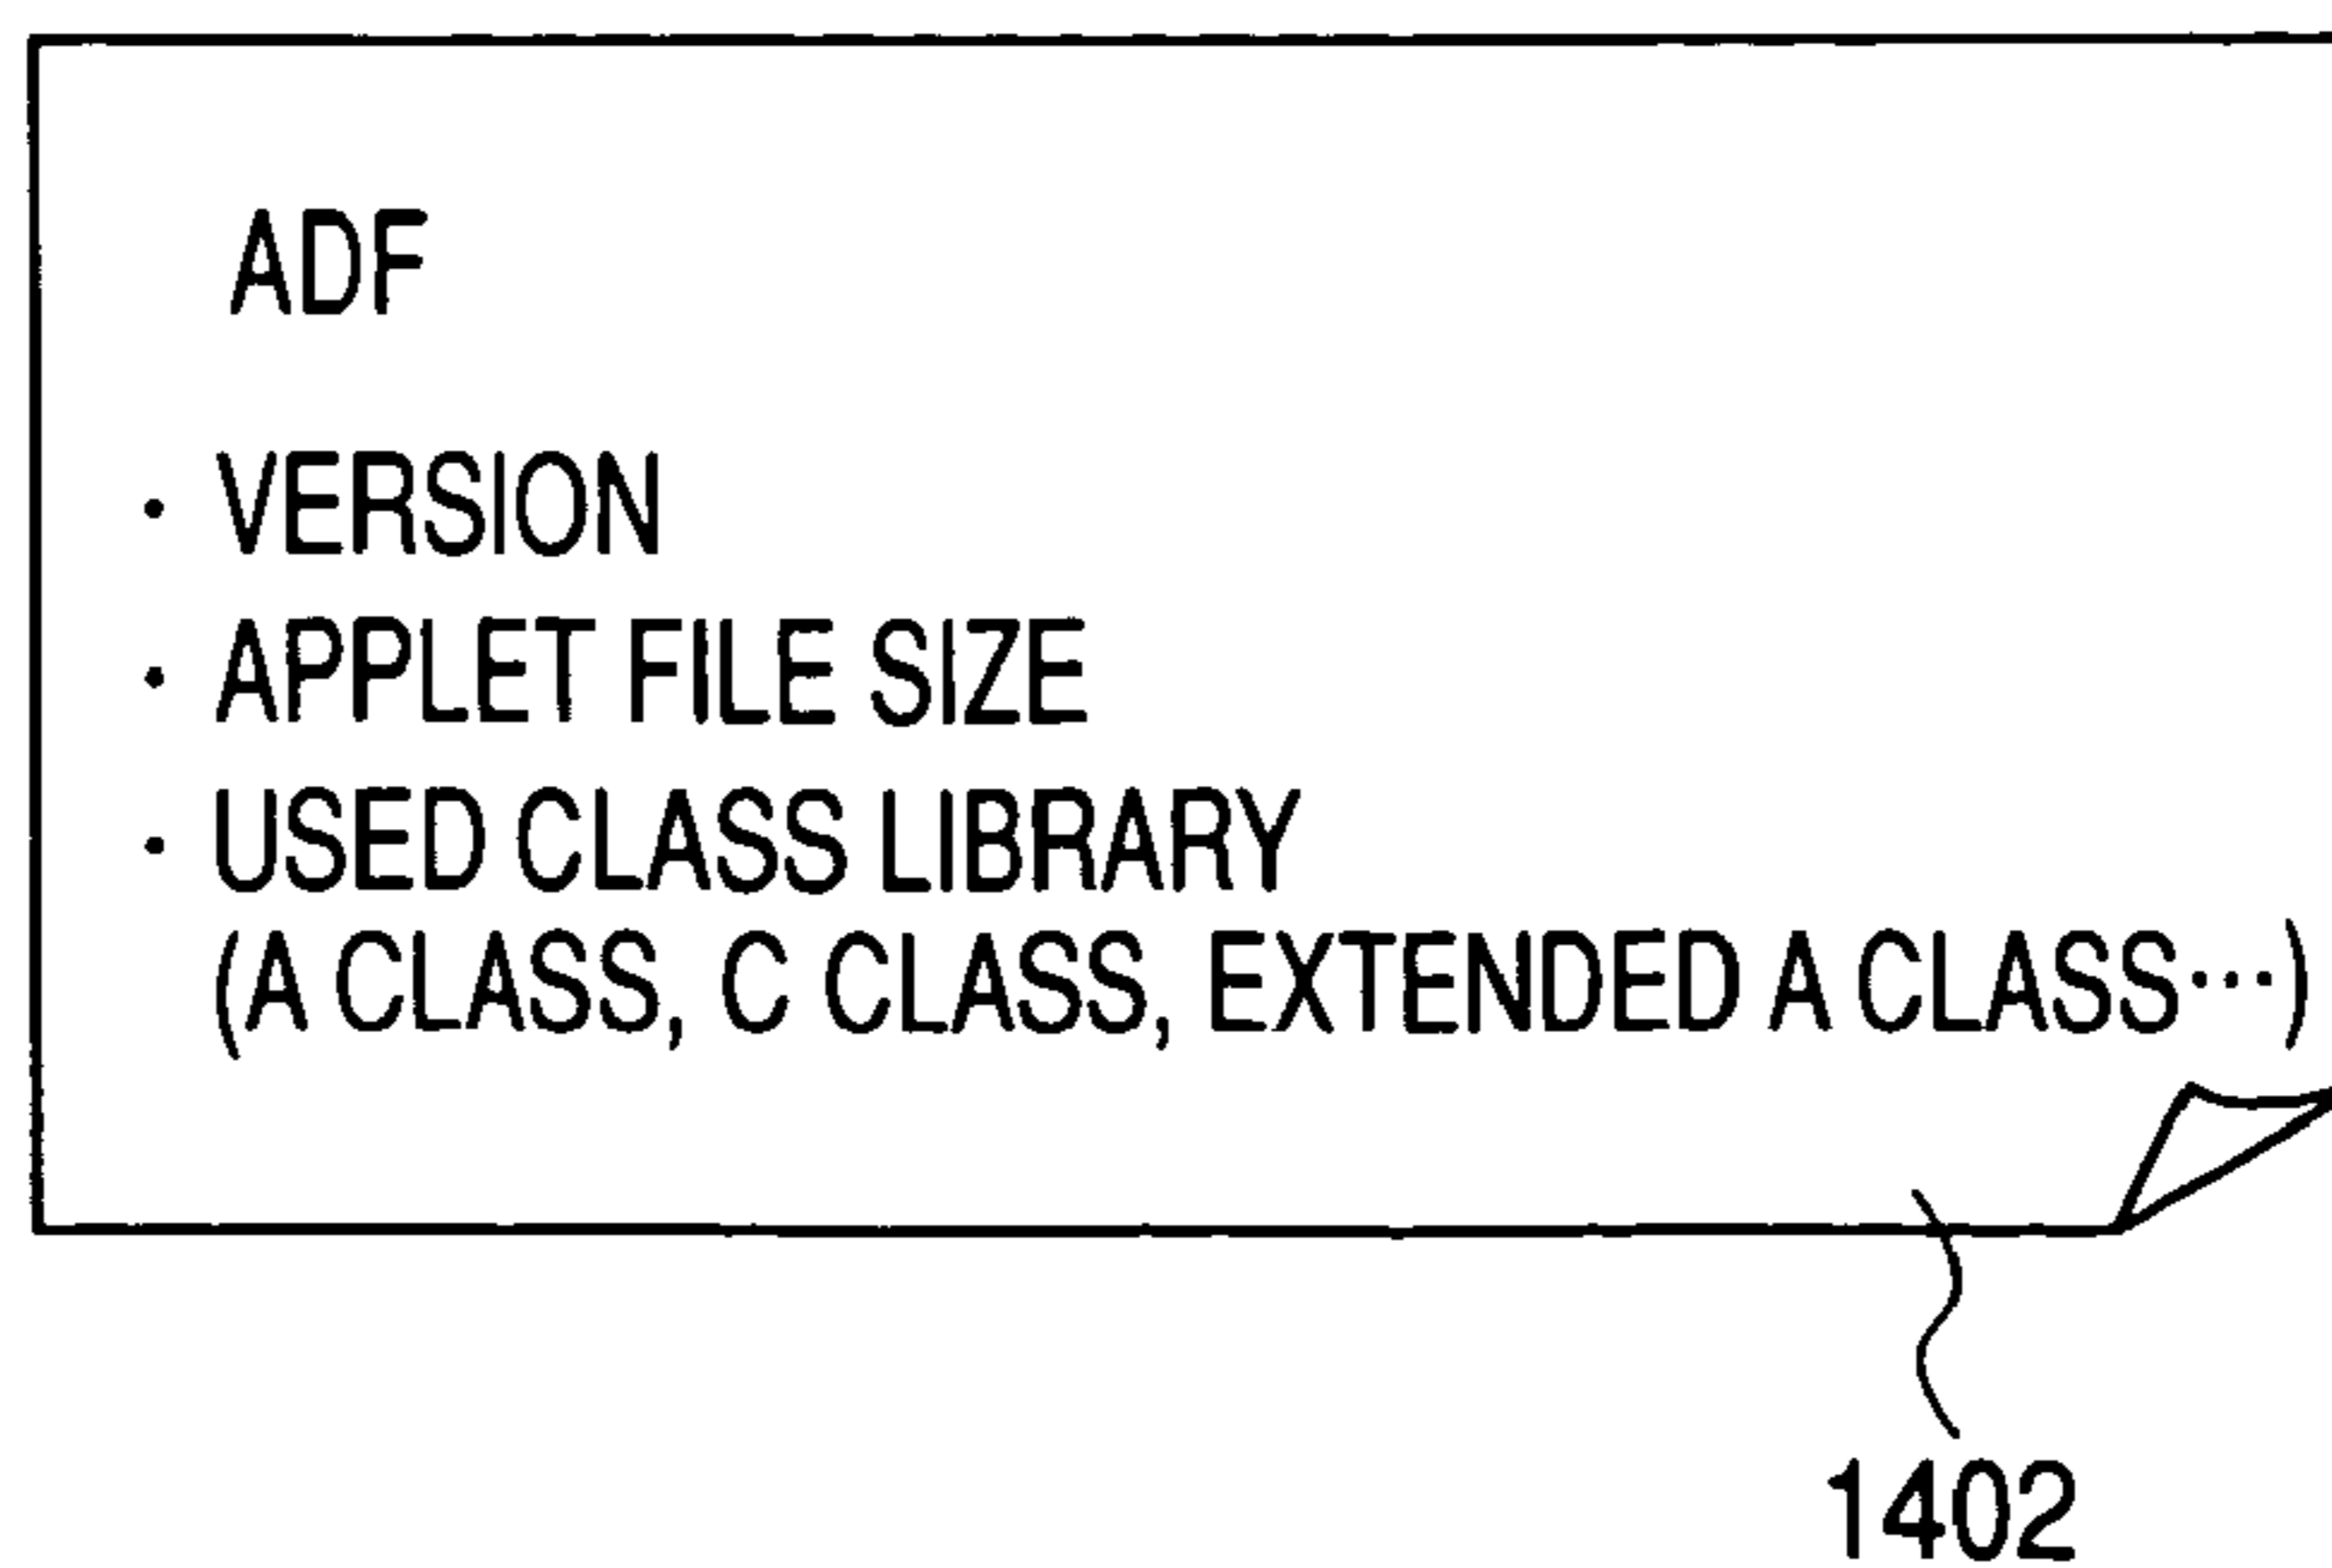 ADF
· VERSION
· APPLET FILE SIZE
· USED CLASS LIBRARY
(A CLASS, C CLASS, EXTENDED A CLASS···)
1402